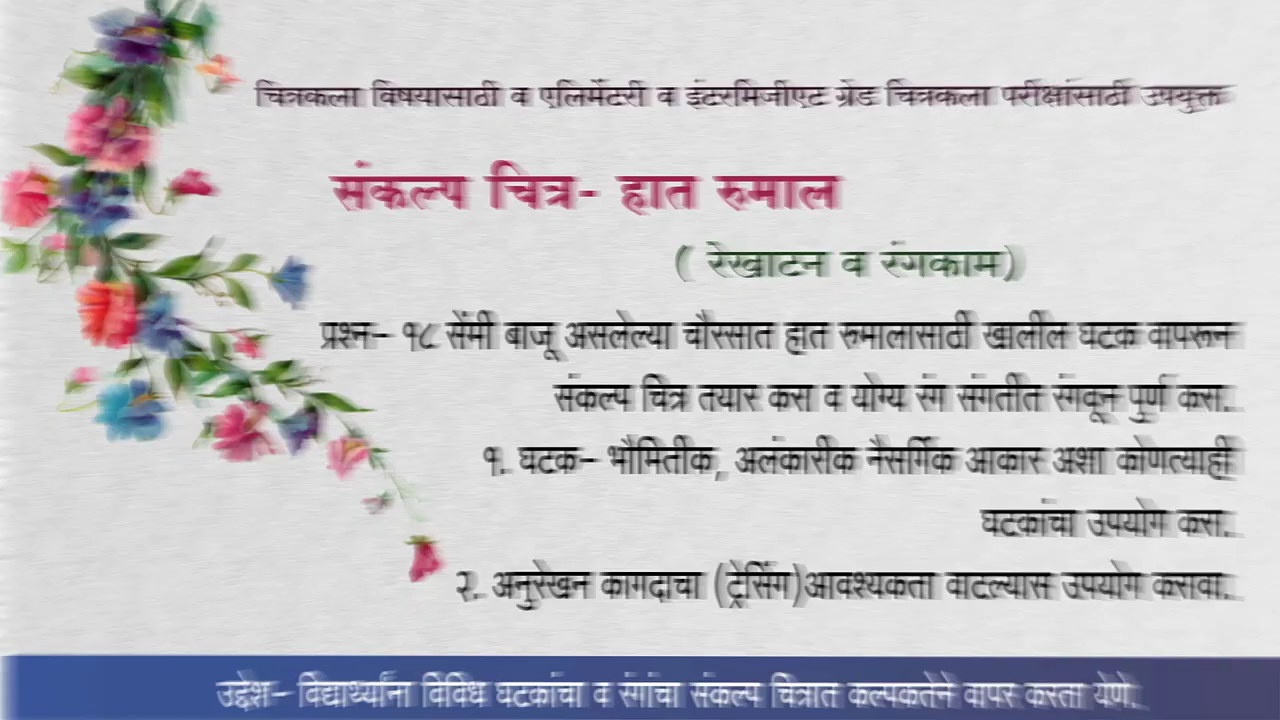 चित्रकला विषयासाठी व एलिमेंटरी व इंटरमिजीएट ग्रेड चित्रकला परीक्षांसाठी उपयुक्त
संकल्प चित्र- हात रुमाल
( रेखाटन व रंगकाम)
प्रश्न- १८ सेंमी बाजू असलेल्या चौरसात हात रुमालासाठी खालील घटक वापरून
संकल्प चित्र तयार करा व योग्य रंग संगतीत रंगवून पुर्ण करा.
१. घटक- भौमितीक, अलंकारीक नैसर्गिक आकार अशा कोणत्याही
घटकांचा उपयोग करा.
२. अनुरेखन कागदाचा (ट्रेसिंग)आवश्यकता वाटल्यास उपयोग करावा.
उद्देश- विद्यार्थ्यांना विविध घटकांचा व रंगांचा संकल्प चित्रात कल्पकतेने वापर करता येणे.